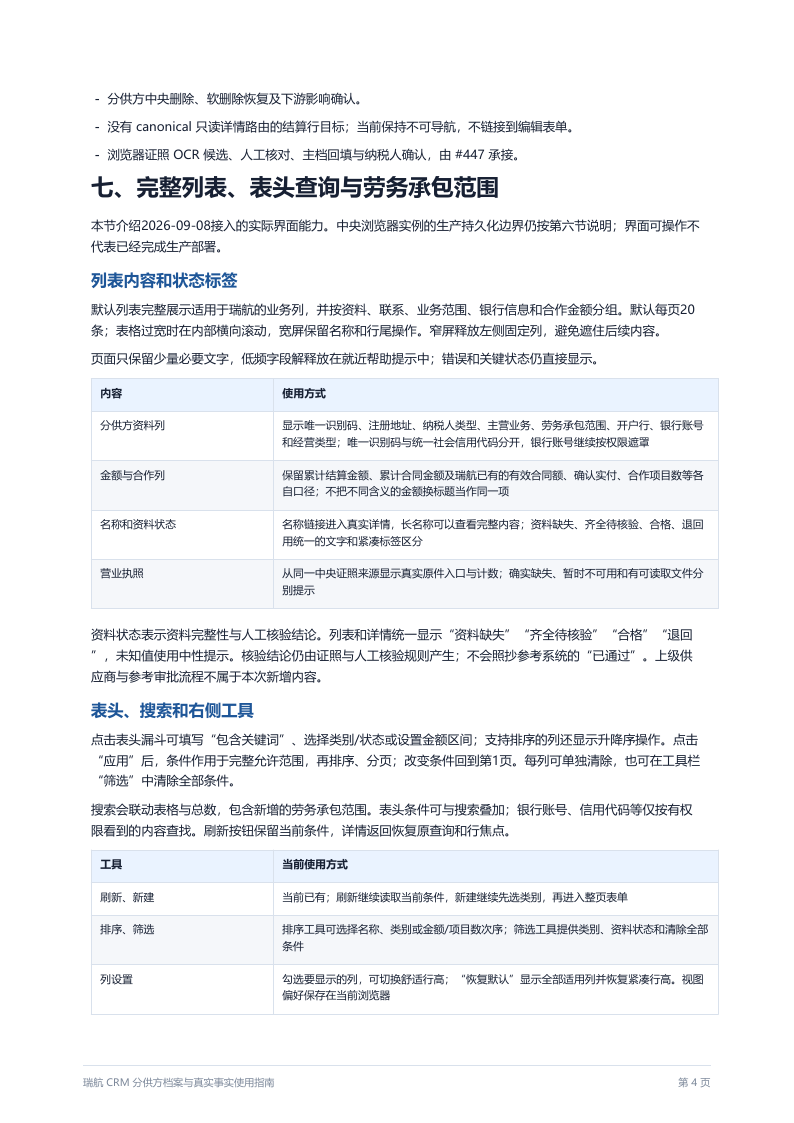 - 分供方中央删除、软删除恢复及下游影响确认。
- 没有 canonical 只读详情路由的结算行目标；当前保持不可导航，不链接到编辑表单。
- 浏览器证照 OCR 候选、人工核对、主档回填与纳税人确认，由 #447 承接。
七、完整列表、表头查询与劳务承包范围
本节介绍2026-09-08接入的实际界面能力。中央浏览器实例的生产持久化边界仍按第六节说明；界面可操作不
代表已经完成生产部署。
列表内容和状态标签
默认列表完整展示适用于瑞航的业务列，并按资料、联系、业务范围、银行信息和合作金额分组。默认每页20
条；表格过宽时在内部横向滚动，宽屏保留名称和行尾操作。窄屏释放左侧固定列，避免遮住后续内容。
页面只保留少量必要文字，低频字段解释放在就近帮助提示中；错误和关键状态仍直接显示。
内容
使用方式
分供方资料列
显示唯一识别码、注册地址、纳税人类型、主营业务、劳务承包范围、开户行、银行账号
和经营类型；唯一识别码与统一社会信用代码分开，银行账号继续按权限遮罩
金额与合作列
保留累计结算金额、累计合同金额及瑞航已有的有效合同额、确认实付、合作项目数等各
自口径；不把不同含义的金额换标题当作同一项
名称和资料状态
名称链接进入真实详情，长名称可以查看完整内容；资料缺失、齐全待核验、合格、退回
用统一的文字和紧凑标签区分
营业执照
从同一中央证照来源显示真实原件入口与计数；确实缺失、暂时不可用和有可读取文件分
别提示
资料状态表示资料完整性与人工核验结论。列表和详情统一显示“资料缺失”“齐全待核验”“合格”“退回
”，未知值使用中性提示。核验结论仍由证照与人工核验规则产生；不会照抄参考系统的“已通过”。上级供
应商与参考审批流程不属于本次新增内容。
表头、搜索和右侧工具
点击表头漏斗可填写“包含关键词”、选择类别/状态或设置金额区间；支持排序的列还显示升降序操作。点击
“应用”后，条件作用于完整允许范围，再排序、分页；改变条件回到第1页。每列可单独清除，也可在工具栏
“筛选”中清除全部条件。
搜索会联动表格与总数，包含新增的劳务承包范围。表头条件可与搜索叠加；银行账号、信用代码等仅按有权
限看到的内容查找。刷新按钮保留当前条件，详情返回恢复原查询和行焦点。
工具
当前使用方式
刷新、新建
当前已有；刷新继续读取当前条件，新建继续先选类别，再进入整页表单
排序、筛选
排序工具可选择名称、类别或金额/项目数次序；筛选工具提供类别、资料状态和清除全部
条件
列设置
勾选要显示的列，可切换舒适行高；“恢复默认”显示全部适用列并恢复紧凑行高。视图
偏好保存在当前浏览器
瑞航 CRM 分供方档案与真实事实使用指南
第 4 页